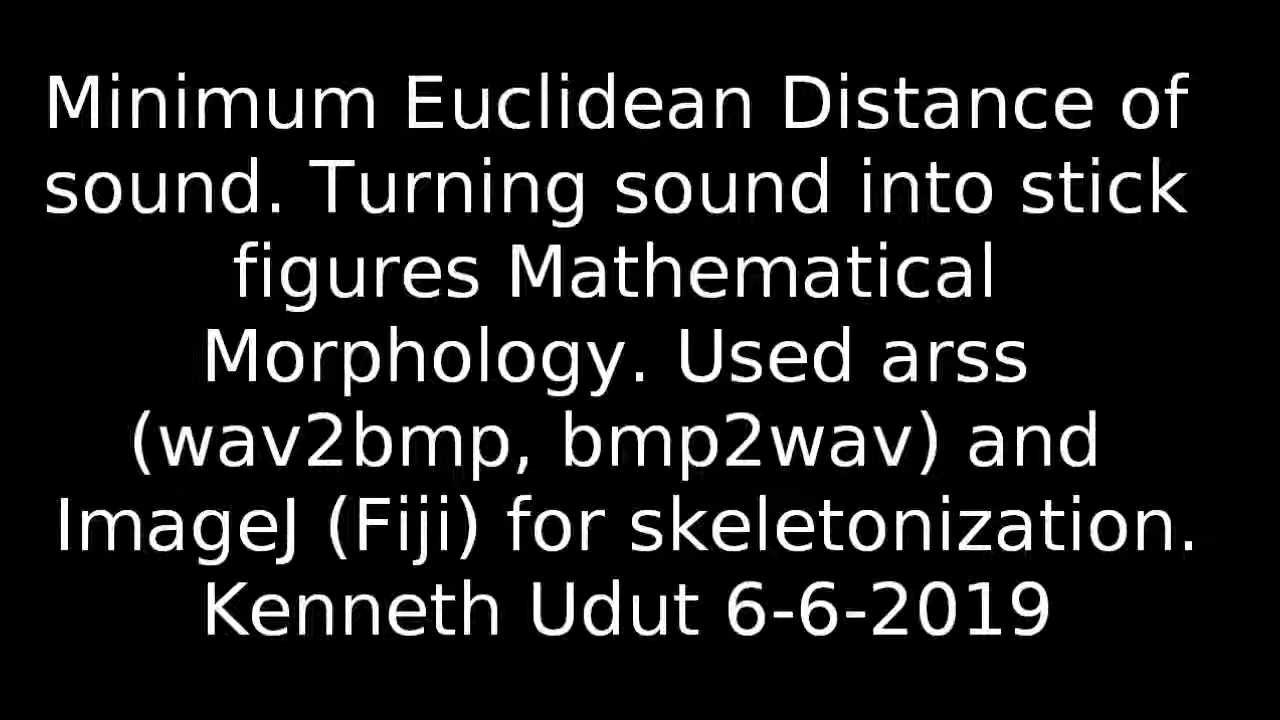 Minimum Euclidean Distance of
sound. Turning sound into stick
figures Mathematical
Morphology. Used arss
(wav2bmp, bmp2wav) and
ImageJ (Fiji) for skeletonization.
Kenneth Udut 6-6-2019